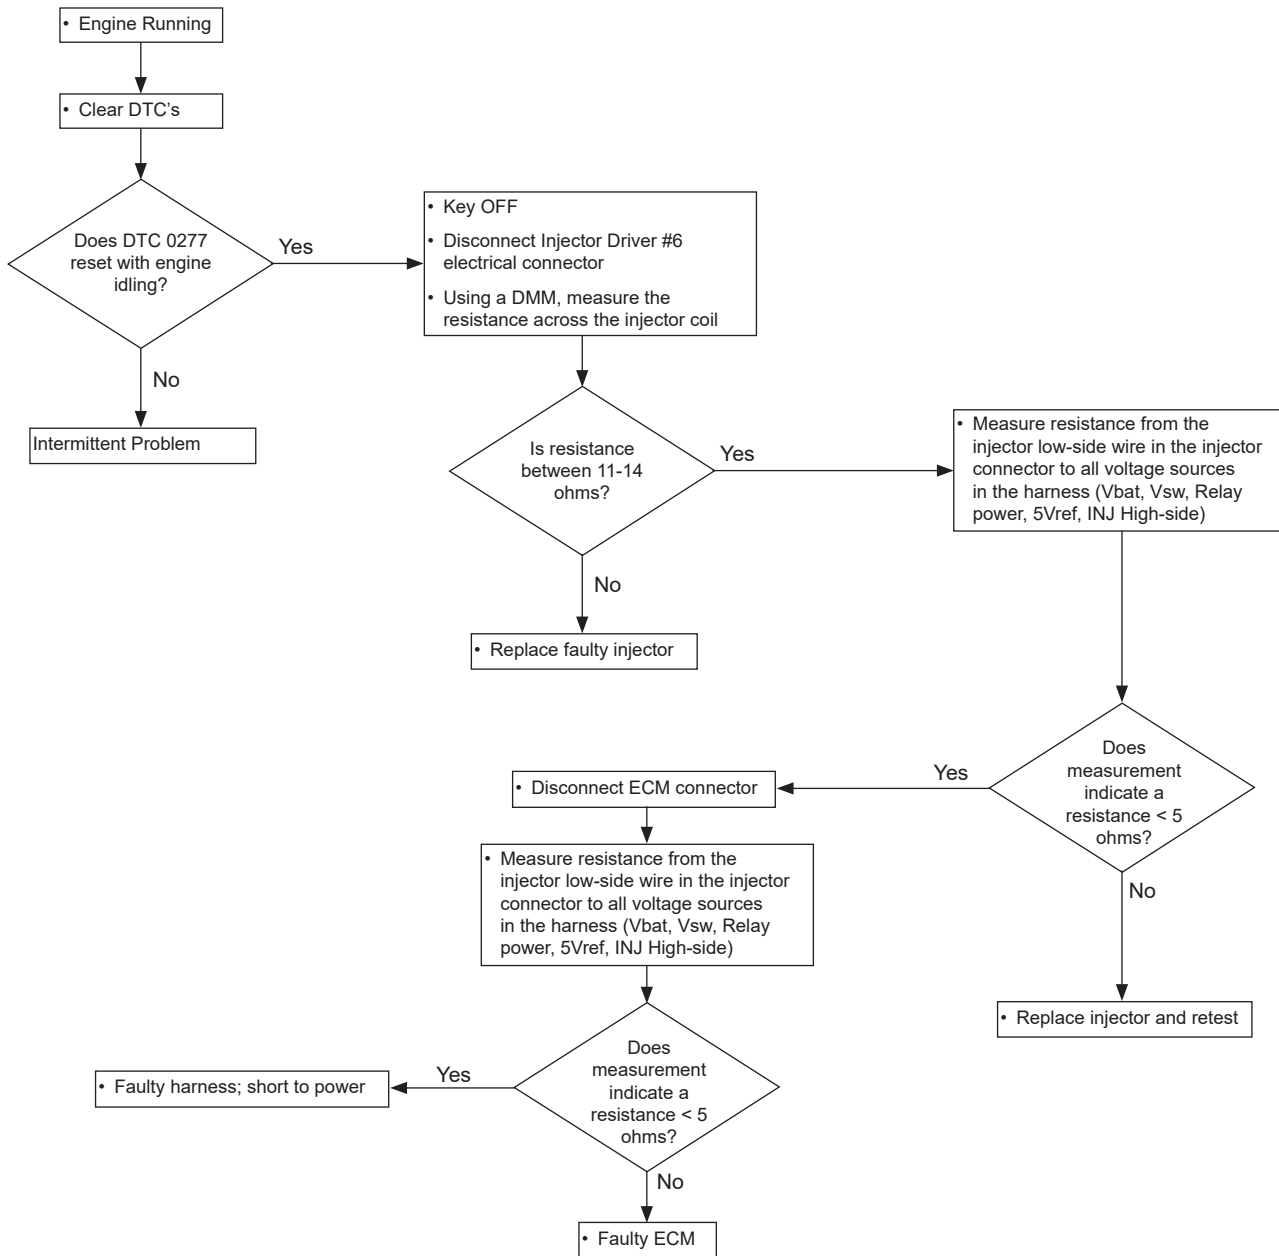 • Engine Running
• Clear DTC's
Does DTC 0277
reset with engine
idling?
Yes
No
Intermittent Problem
• Key OFF
• Disconnect Injector Driver #6
electrical connector
• Using a DMM, measure the
resistance across the injector coil
Is resistance
between 11-14
ohms?
Yes
No
• Replace faulty injector
• Measure resistance from the
injector low-side wire in the injector
connector to all voltage sources
in the harness (Vbat, Vsw, Relay
power, 5Vref, INJ High-side)
Does
measurement
indicate a
resistance < 5
ohms?
Yes
No
• Replace injector and retest
• Disconnect ECM connector
• Measure resistance from the
injector low-side wire in the injector
connector to all voltage sources
in the harness (Vbat, Vsw, Relay
power, 5Vref, INJ High-side)
Does
measurement
indicate a
resistance < 5
ohms?
Yes
• Faulty harness; short to power
No
• Faulty ECM